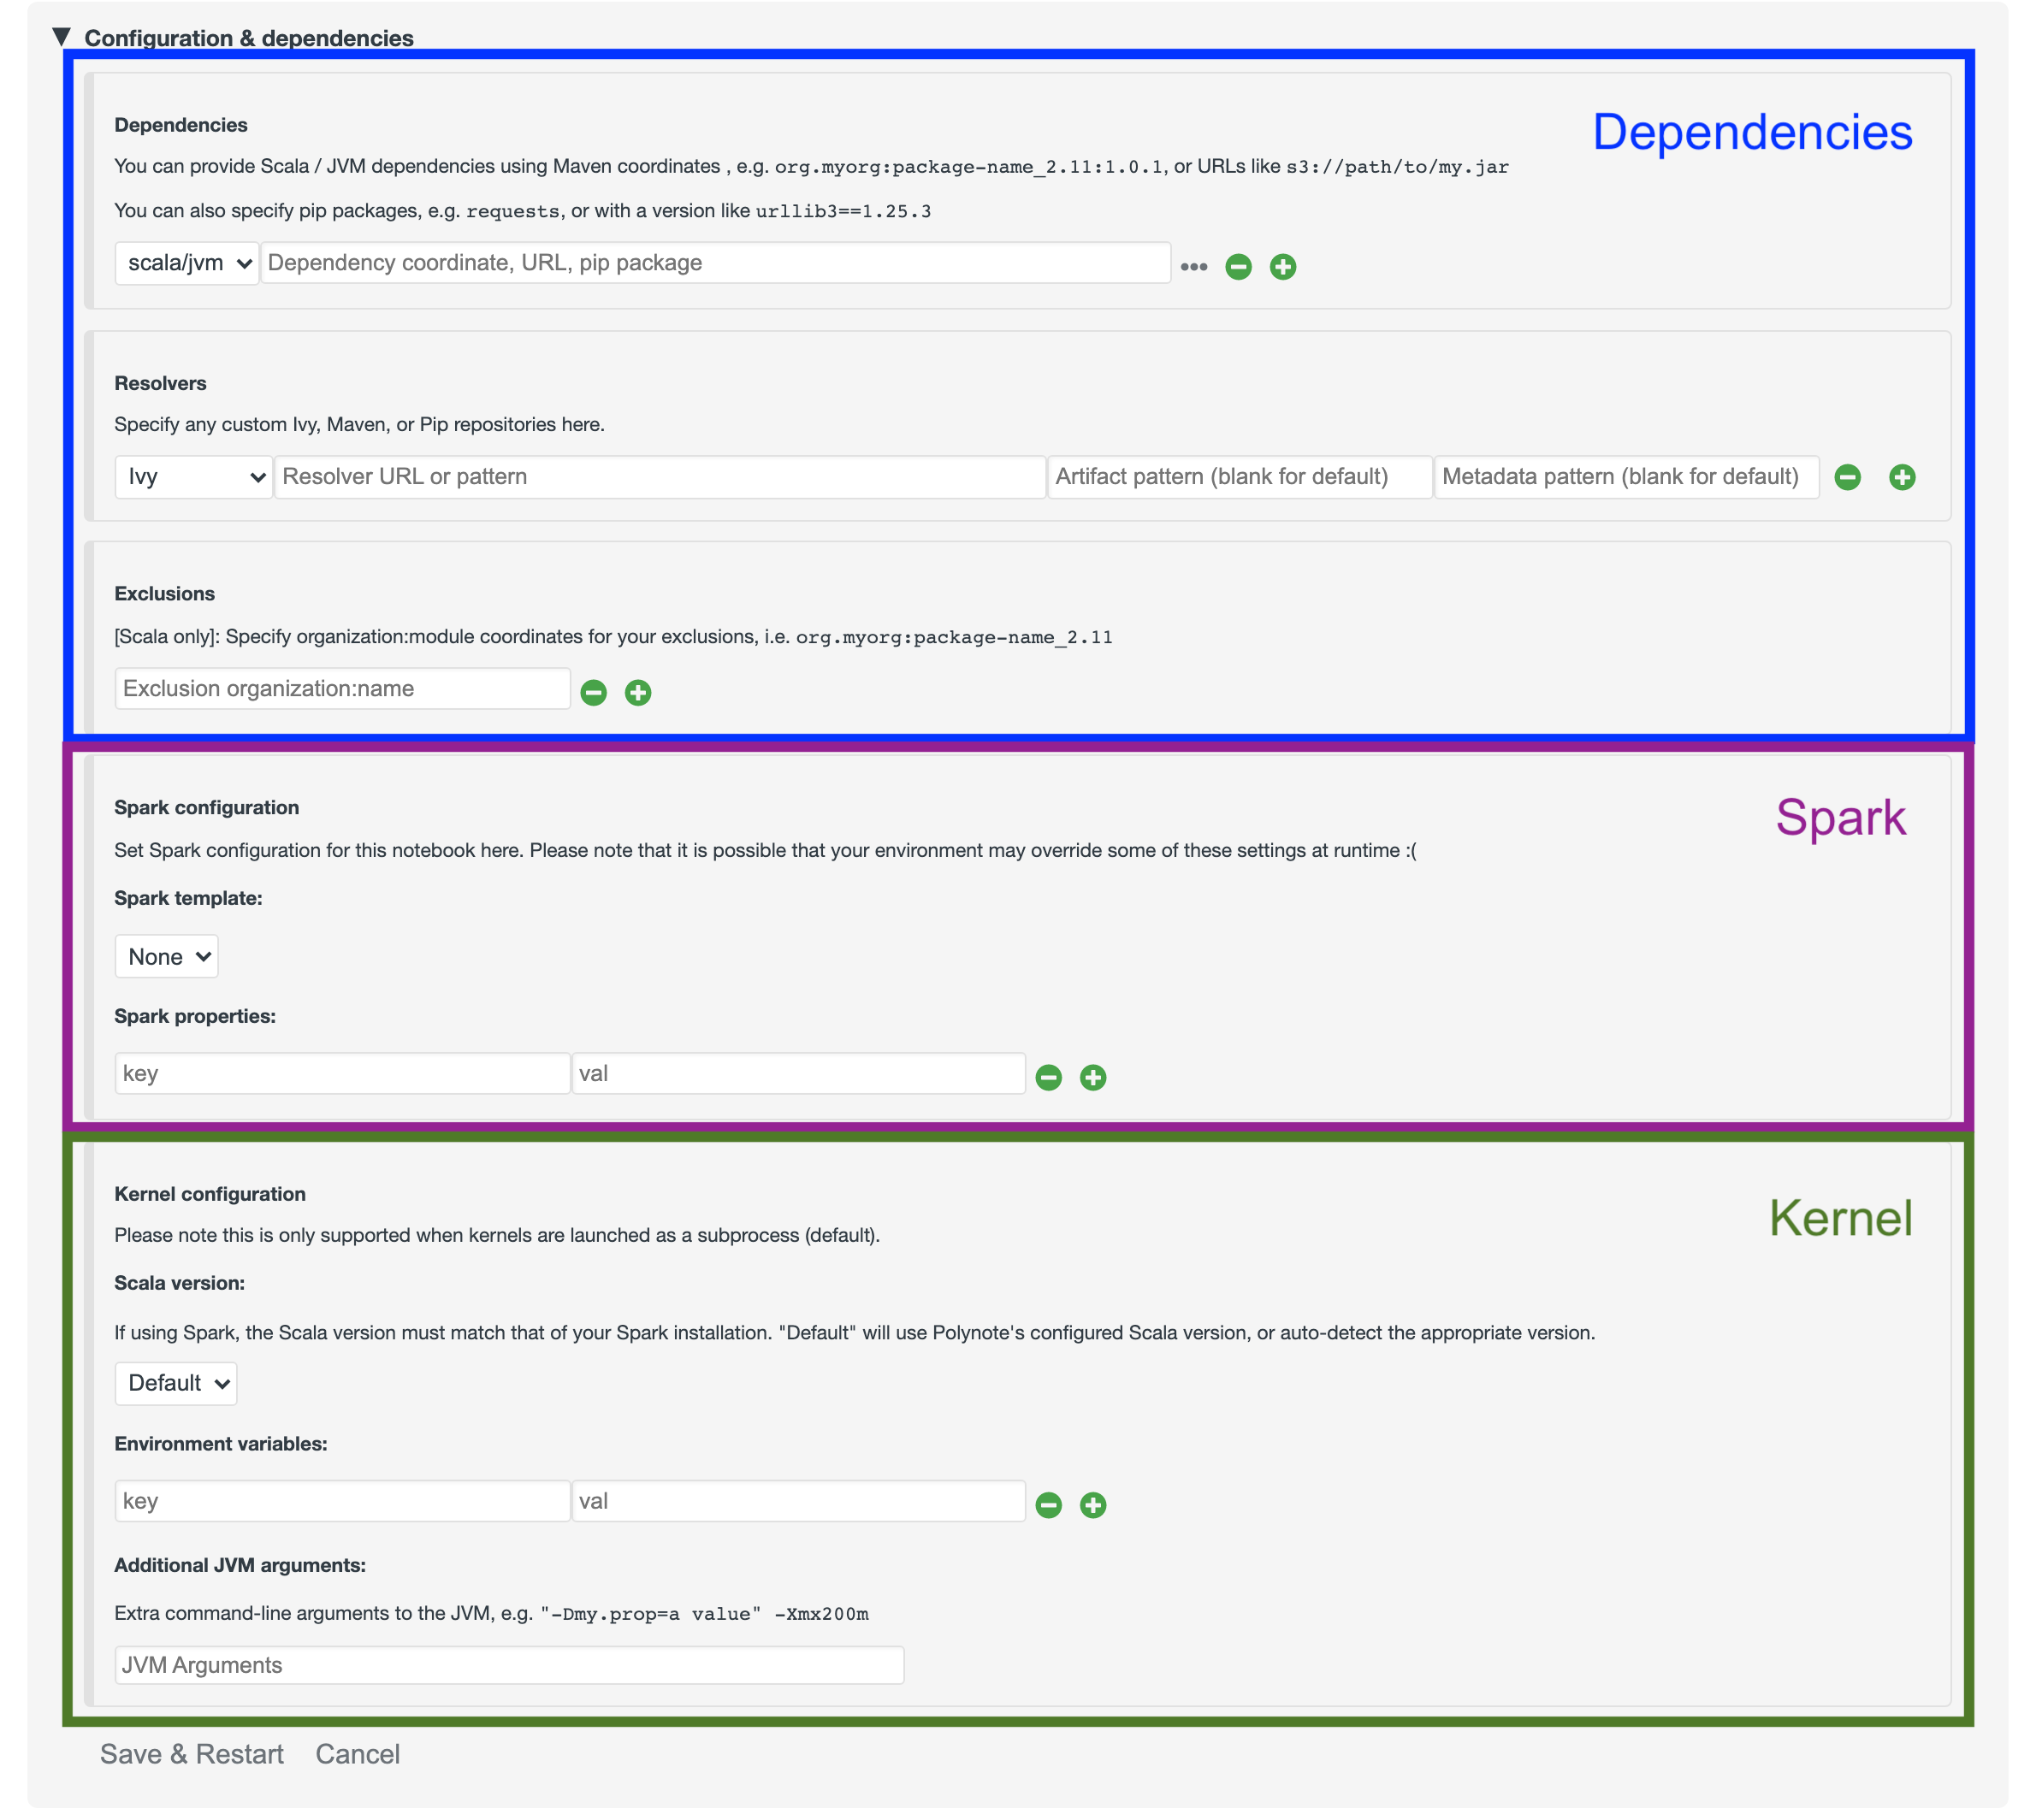 ▼ Configuration & dependencies
Dependencies
Dependencies
You can provide Scala / JVM dependencies using Maven coordinates , e.g. org.myorg:package-name_2.11:1.0.1, or URLs like s3://path/to/my.jar
You can also specify pip packages, e.g. requests, or with a version like urllib3==1.25.3
scala/jvm Dependency coordinate, URL, pip package
Resolvers
Specify any custom Ivy, Maven, or Pip repositories here.
Ivy Resolver URL or pattern Artifact pattern (blank for default) Metadata pattern (blank for default)
Exclusions
[Scala only]: Specify organization:module coordinates for your exclusions, i.e. org.myorg:package-name_2.11
Exclusion organization:name
Spark configuration
Spark
Set Spark configuration for this notebook here. Please note that it is possible that your environment may override some of these settings at runtime :(
Spark template:
None
Spark properties:
key val
Kernel configuration
Kernel
Please note this is only supported when kernels are launched as a subprocess (default).
Scala version:
If using Spark, the Scala version must match that of your Spark installation. "Default" will use Polynote's configured Scala version, or auto-detect the appropriate version.
Default
Environment variables:
key val
Additional JVM arguments:
Extra command-line arguments to the JVM, e.g. "-Dmy.prop=a value" -Xmx200m
JVM Arguments
Save & Restart Cancel